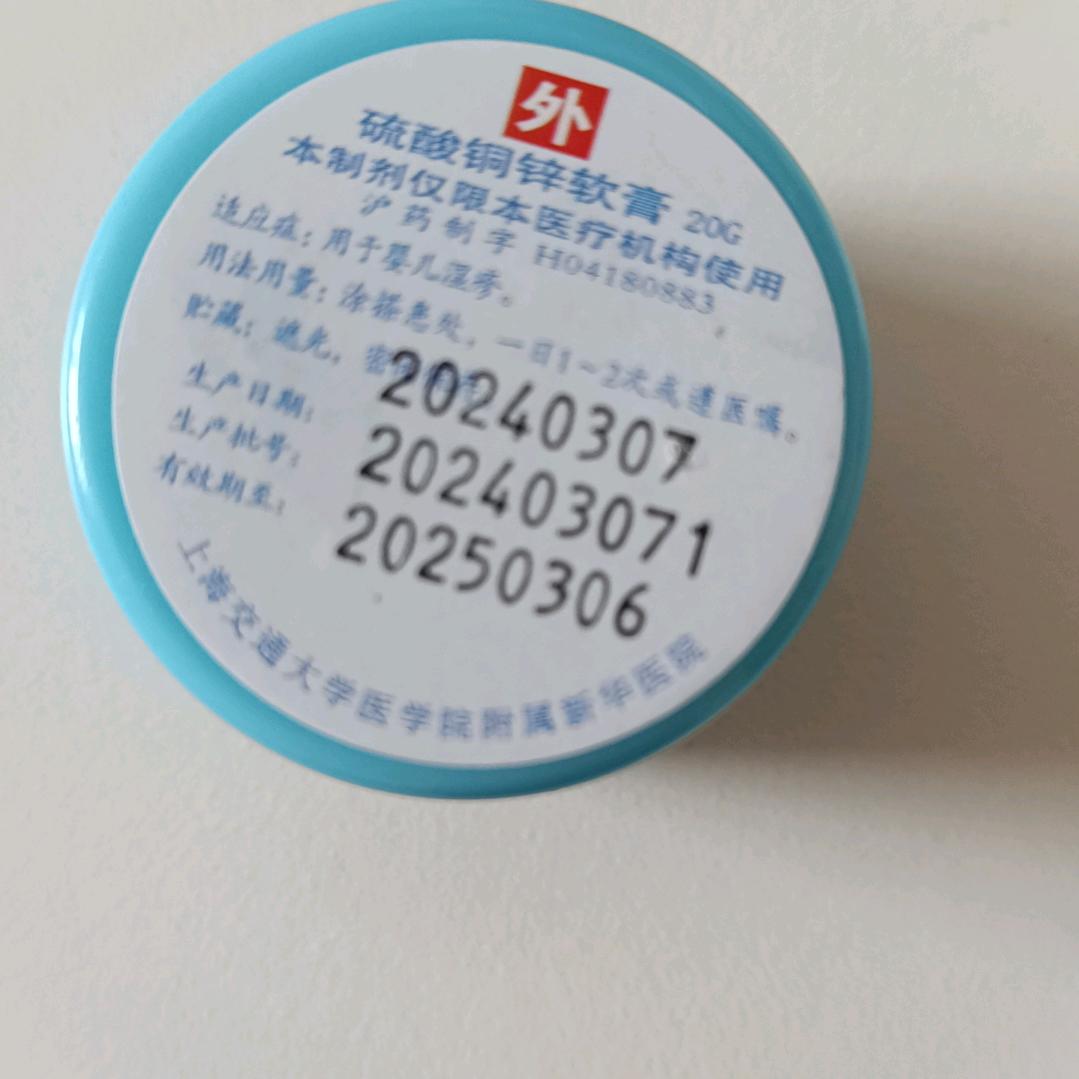 外
硫酸铜锌软膏 20G
本制剂仅限本医疗机构使用
沪药制字 H04180883
适应症：用于婴儿湿疹。
用法用量：涂搽患处，一日1~2次或遵医嘱。
贮藏：遮光，密
生产日期： 20240307
生产批号： 202403071
有效期至： 20250306
上海交通大学医学院附属新华医院